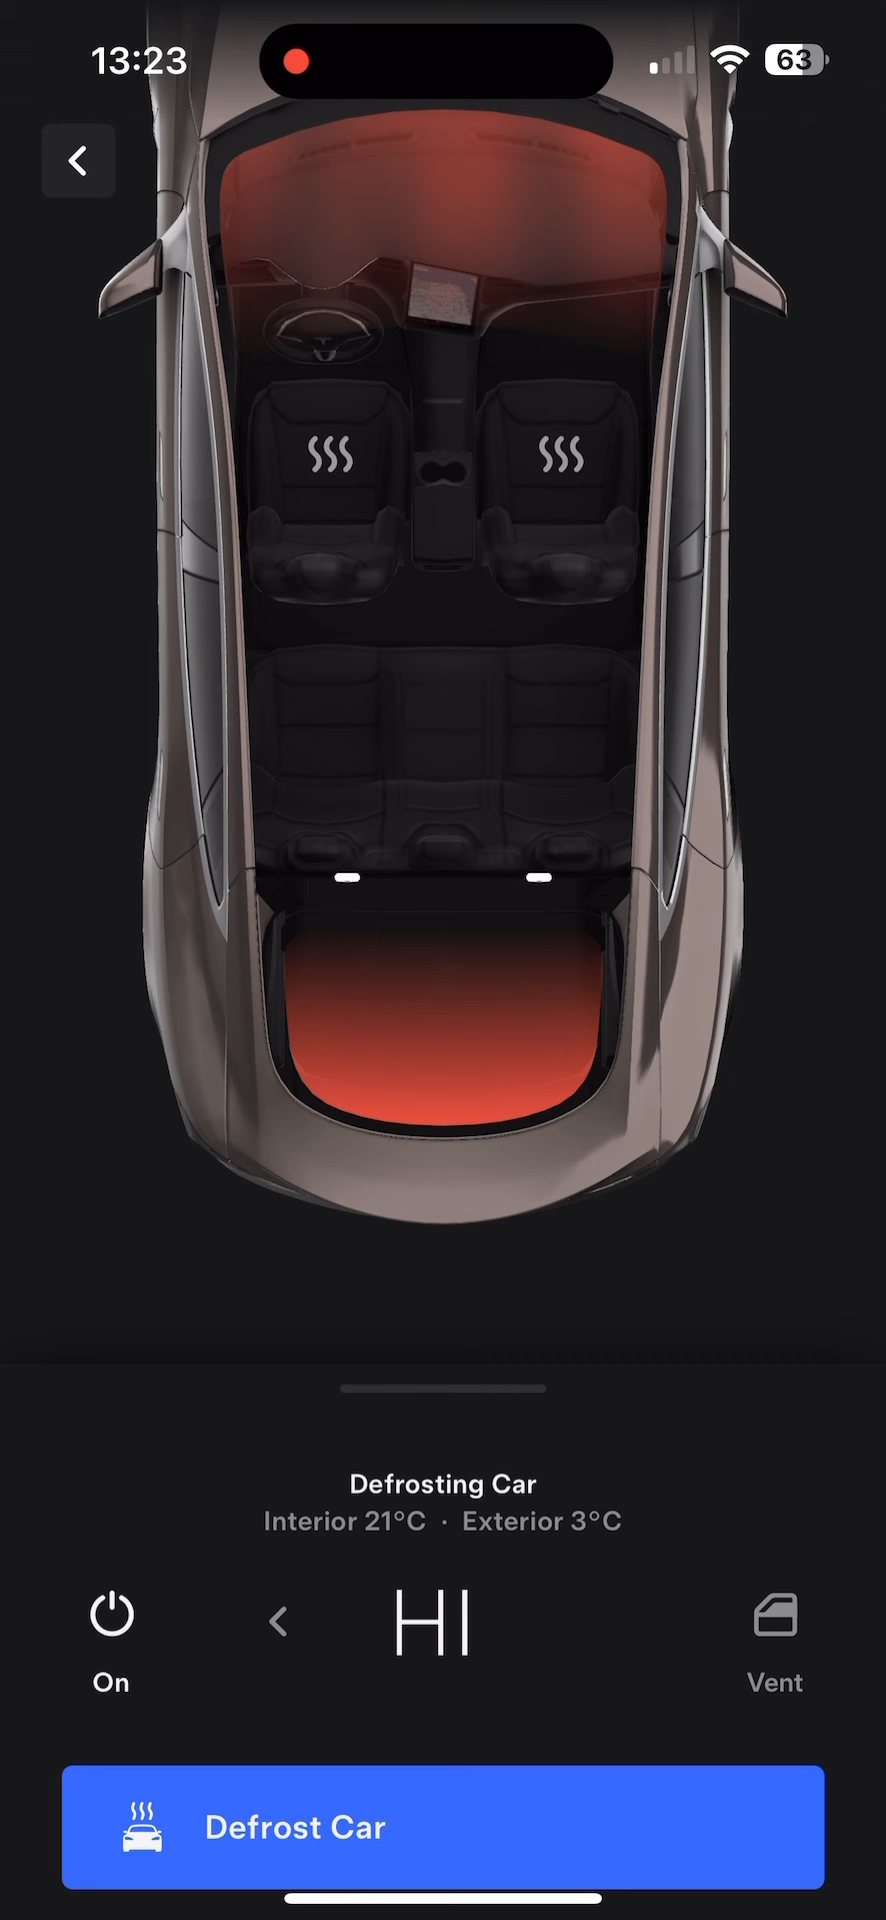 13:23
63
Defrosting Car
Interior 21°C · Exterior 3°C
HI
On
Vent
Defrost Car